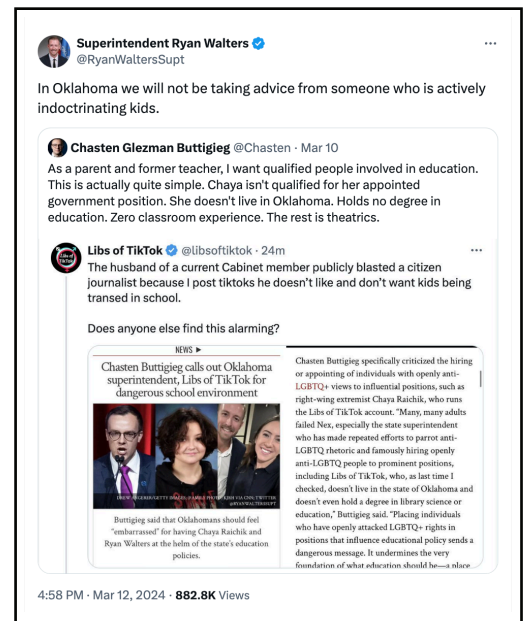 Superintendent Ryan Walters
@RyanWaltersSupt
In Oklahoma we will not be taking advice from someone who is actively
indoctrinating kids.
Chasten Glezman Buttigieg @Chasten · Mar 10
As a parent and former teacher, I want qualified people involved in education.
This is actually quite simple. Chaya isn't qualified for her appointed
government position. She doesn't live in Oklahoma. Holds no degree in
education. Zero classroom experience. The rest is theatrics.
Libs of TikTok @libsoftiktok · 24m
The husband of a current Cabinet member publicly blasted a citizen
journalist because I post tiktoks he doesn't like and don't want kids being
transed in school.
Does anyone else find this alarming?
NEWS ►
Chasten Buttigieg calls out Oklahoma
superintendent, Libs of TikTok for
dangerous school environment
Buttigieg said that Oklahomans should feel
"embarrassed" for having Chaya Raichik and
Ryan Walters at the helm of the state's education
policies.
Chasten Buttigieg specifically criticized the hiring
or appointing of individuals with openly anti-
LGBTQ+ views to influential positions, such as
right-wing extremist Chaya Raichik, who runs
the Libs of TikTok account. "Many, many adults
failed Nex, especially the state superintendent
who has made repeated efforts to parrot anti-
LGBTQ rhetoric and famously hiring openly
anti-LGBTQ people to prominent positions,
including Libs of TikTok, who, as last time I
checked, doesn't live in the state of Oklahoma and
doesn't even hold a degree in library science or
education," Buttigieg said. "Placing individuals
who have openly attacked LGBTQ+ rights in
positions that influence educational policy sends a
dangerous message. It undermines the very
foundation of what education should be—a place
4:58 PM · Mar 12, 2024 · 882.8K Views